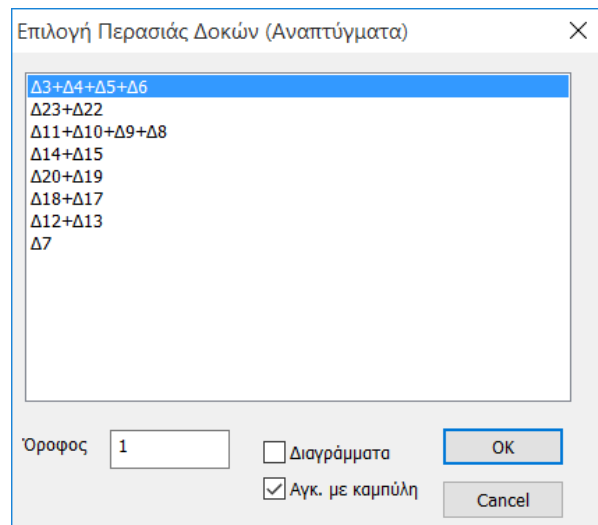 Επιλογή Περασιάς Δοκών (Αναπτύγματα)
Δ3+Δ4+Δ5+Δ6
Δ23+Δ22
Δ11+Δ10+Δ9+Δ8
Δ14+Δ15
Δ20+Δ19
Δ18+Δ17
Δ12+Δ13
Δ7
Όροφος 1
Διαγράμματα
OK
Αγκ. με καμπύλη
Cancel